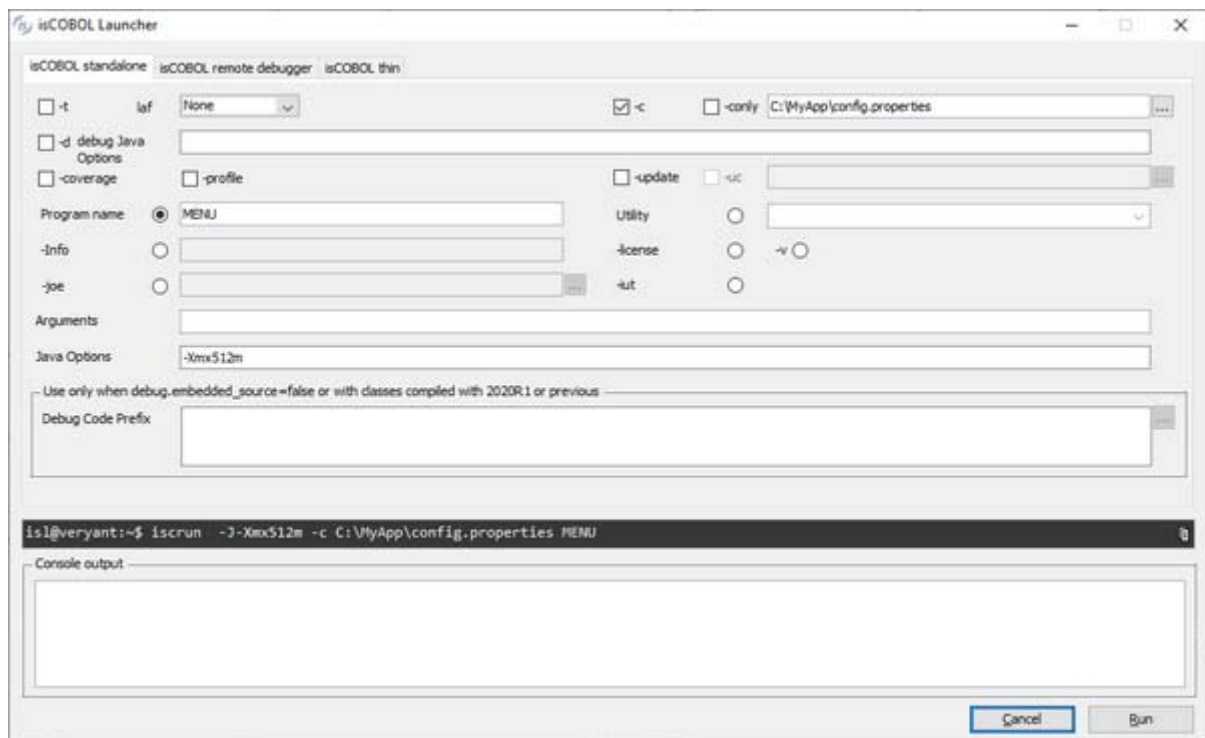 isCOBOL Launcher
isCOBOL standalone isCOBOL remote debugger isCOBOL thin
-t laf None -c -conly C:\MyApp\config.properties ...
-d debug Java Options
-coverage -profile -update -uc ...
Program name MENU Utility
-Info -license -v
-joe ... -iut
Arguments
Java Options -Xmx512m
Use only when debug.embedded_source=false or with classes compiled with 2020R1 or previous
Debug Code Prefix ...
isl@veryant:~$ iscrun -J-Xmx512m -c C:\MyApp\config.properties MENU
Console output
Cancel Run